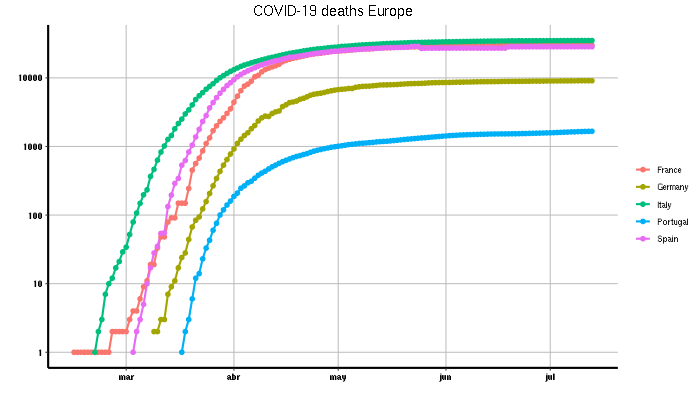 COVID-19 deaths Europe
10000
1000
100
10
1
mar abr may jun jul
France
Germany
Italy
Portugal
Spain